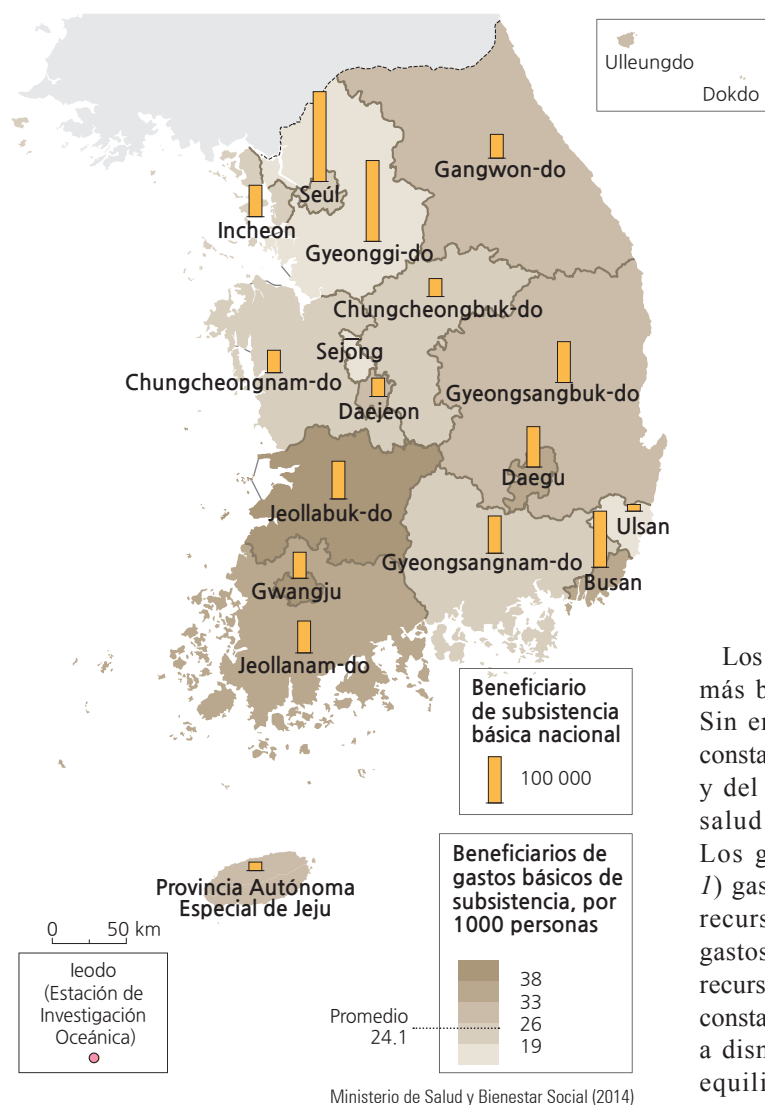 Ulleungdo
Dokdo
Gangwon-do
Seúl
Incheon
Gyeonggi-do
Chungcheongbuk-do
Sejong
Chungcheongnam-do
Daejeon
Gyeongsangbuk-do
Daegu
Jeollabuk-do
Ulsan
Gyeongsangnam-do
Busan
Gwangju
Jeollanam-do
Provincia Autónoma
Especial de Jeju
0 50 km
Ieodo
(Estación de
Investigación
Oceánica)
Beneficiario
de subsistencia
básica nacional
100 000
Beneficiarios de
gastos básicos de
subsistencia, por
1000 personas
38
33
26
19
Promedio
24.1
Ministerio de Salud y Bienestar Social (2014)
Los
más b
Sin en
consta
y del
salud
Los g
1) gas
recurs
gastos
recurs
consta
a dism
equili